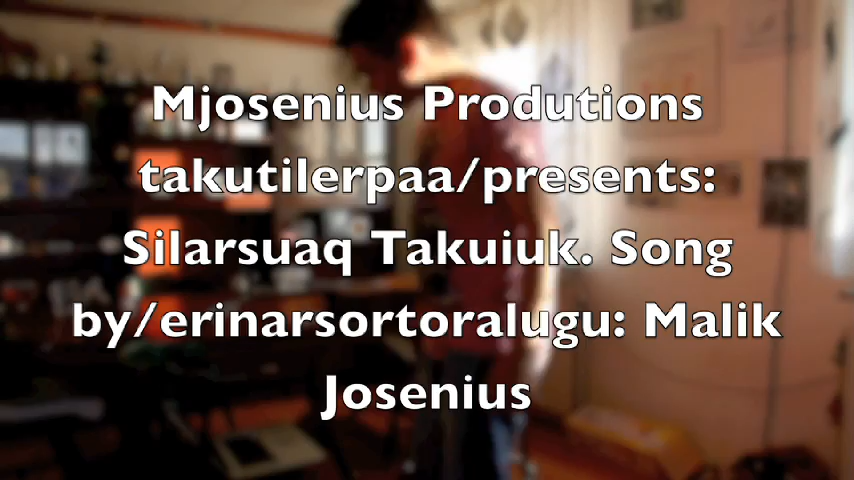 Mjosenius Produtions
takutilerpaa/presents:
Silarsuaq Takuiuk. Song
by/erinarsortoralugu: Malik
Josenius